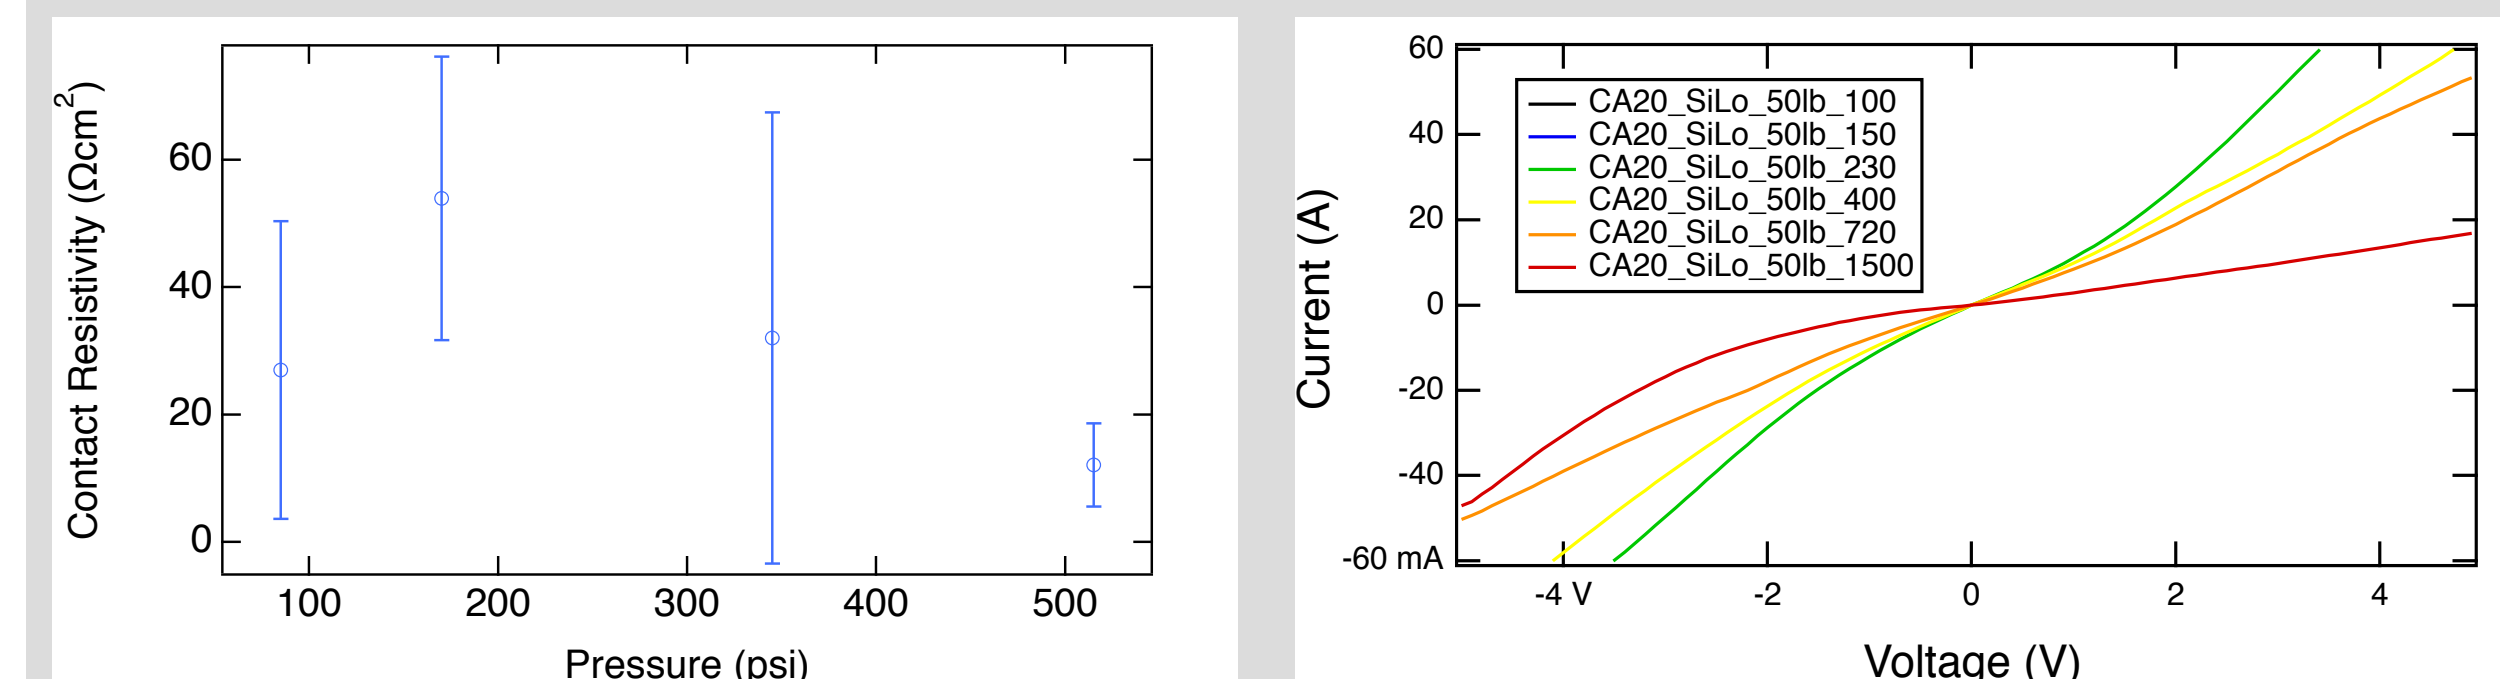 Contact Resistivity (Ωcm²)
60
40
20
0
100 200 300 400 500
Pressure (psi)
Current (A)
60
40
20
0
-20
-40
-60 mA
CA20_SiLo_50lb_100
CA20_SiLo_50lb_150
CA20_SiLo_50lb_230
CA20_SiLo_50lb_400
CA20_SiLo_50lb_720
CA20_SiLo_50lb_1500
-4 V -2 0 2 4
Voltage (V)